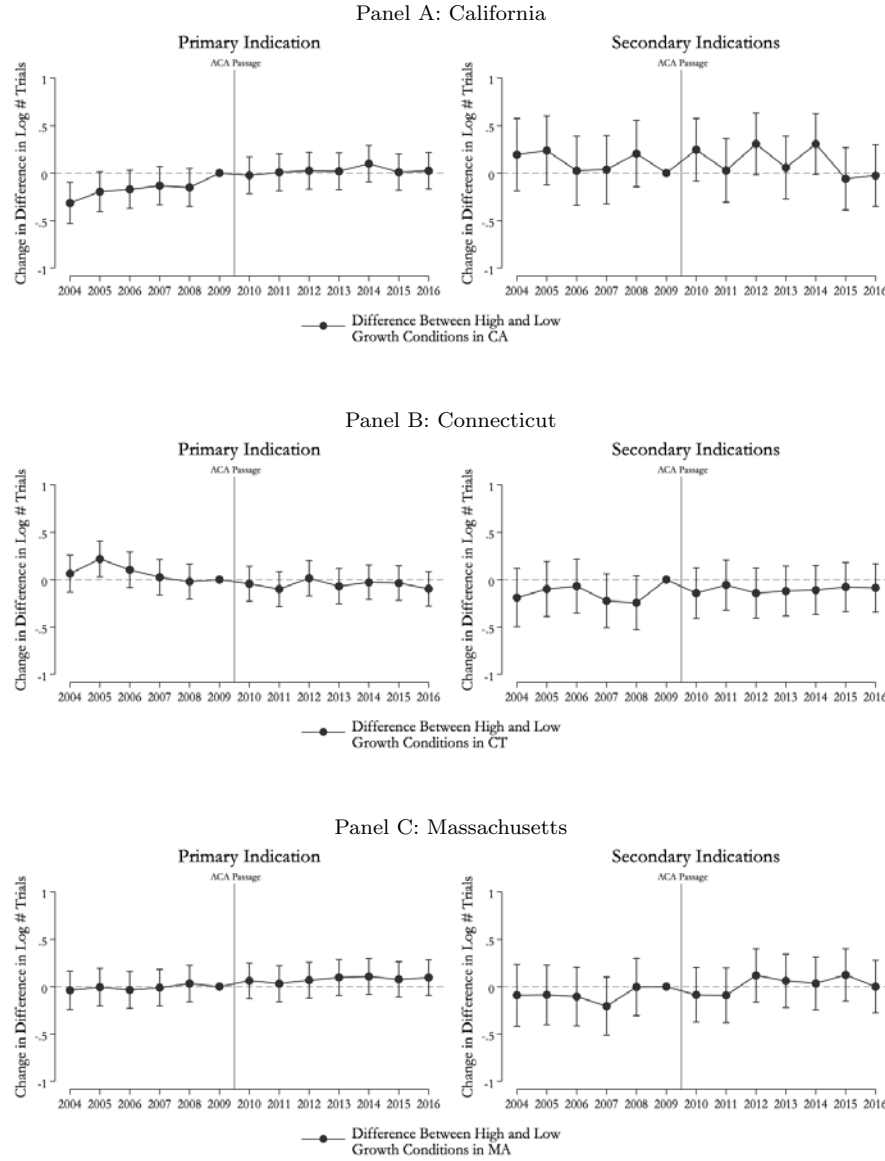 Panel A: California
Primary Indication
ACA Passage
Change in Difference in Log # Trials
1
.5
0
-.5
-1
2004 2005 2006 2007 2008 2009 2010 2011 2012 2013 2014 2015 2016
Secondary Indications
ACA Passage
Change in Difference in Log # Trials
1
.5
0
-.5
-1
2004 2005 2006 2007 2008 2009 2010 2011 2012 2013 2014 2015 2016
Difference Between High and Low
Growth Conditions in CA
Panel B: Connecticut
Primary Indication
ACA Passage
Change in Difference in Log # Trials
1
.5
0
-.5
-1
2004 2005 2006 2007 2008 2009 2010 2011 2012 2013 2014 2015 2016
Secondary Indications
ACA Passage
Change in Difference in Log # Trials
1
.5
0
-.5
-1
2004 2005 2006 2007 2008 2009 2010 2011 2012 2013 2014 2015 2016
Difference Between High and Low
Growth Conditions in CT
Panel C: Massachusetts
Primary Indication
ACA Passage
Change in Difference in Log # Trials
1
.5
0
-.5
-1
2004 2005 2006 2007 2008 2009 2010 2011 2012 2013 2014 2015 2016
Secondary Indications
ACA Passage
Change in Difference in Log # Trials
1
.5
0
-.5
-1
2004 2005 2006 2007 2008 2009 2010 2011 2012 2013 2014 2015 2016
Difference Between High and Low
Growth Conditions in MA